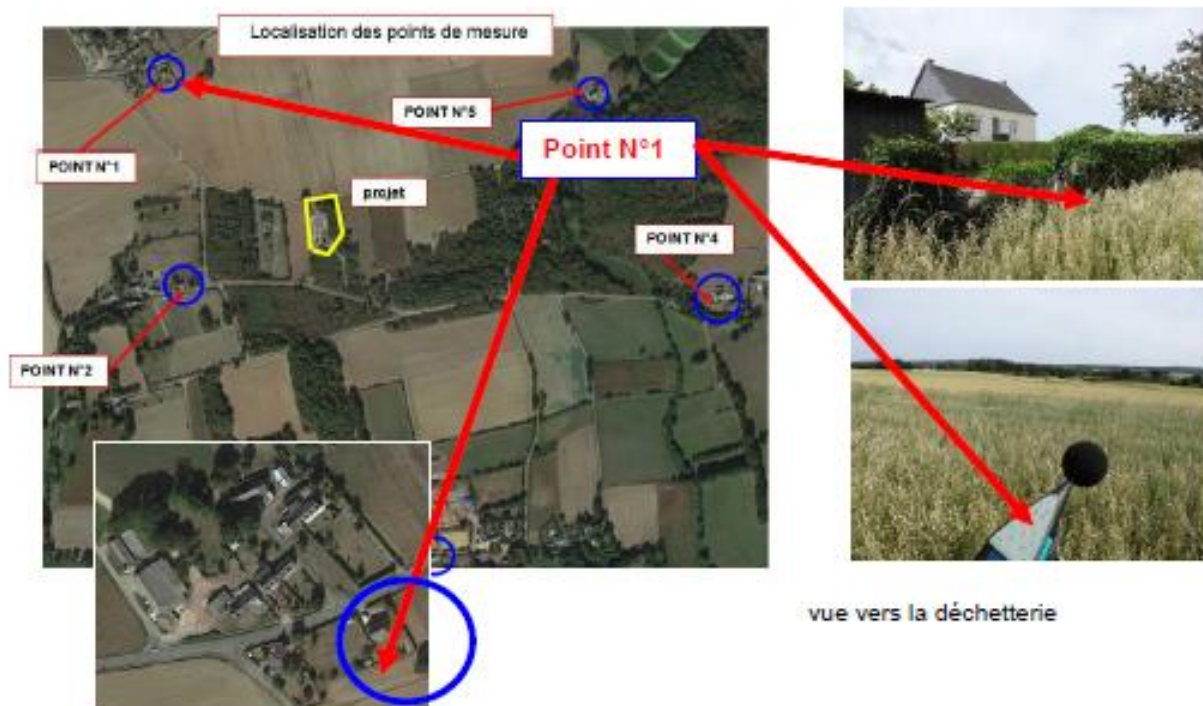 Localisation des points de mesure
POINT N°5
Point N°1
POINT N°1
projet
POINT N°4
POINT N°2
vue vers la déchetterie